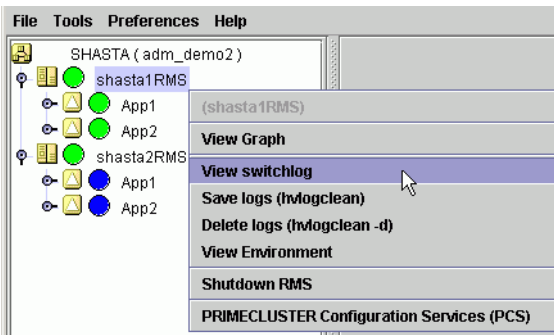 File Tools Preferences Help
SHASTA ( adm_demo2 )
shasta1RMS
App1
App2
shasta2RMS
App1
App2
(shasta1RMS)
View Graph
View switchlog
Save logs (hvlogclean)
Delete logs (hvlogclean -d)
View Environment
Shutdown RMS
PRIMECLUSTER Configuration Services (PCS)